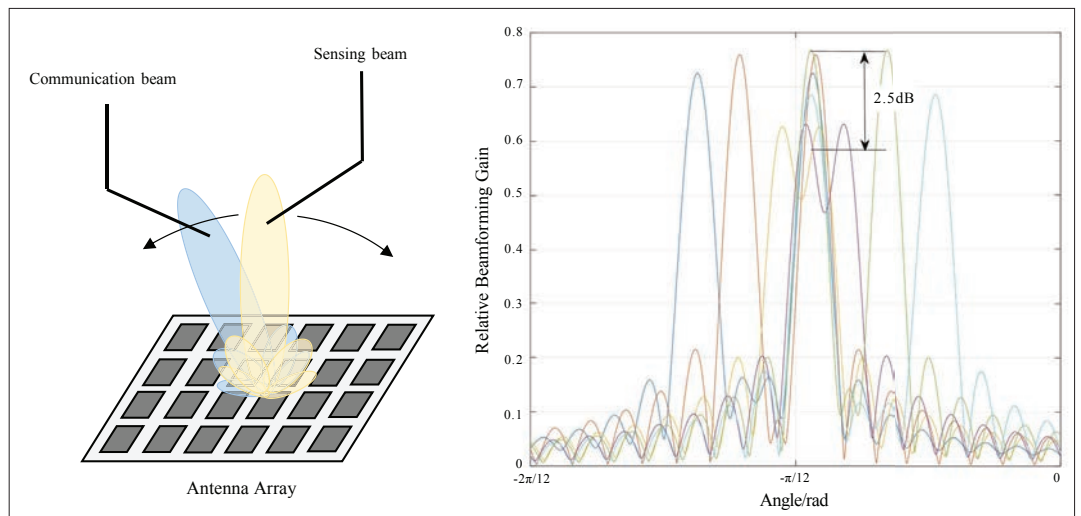 Sensing beam
Communication beam
Antenna Array
Relative Beamforming Gain
0.8
0.7
0.6
0.5
0.4
0.3
0.2
0.1
0
2.5dB
-2π/12
-π/12
0
Angle/rad